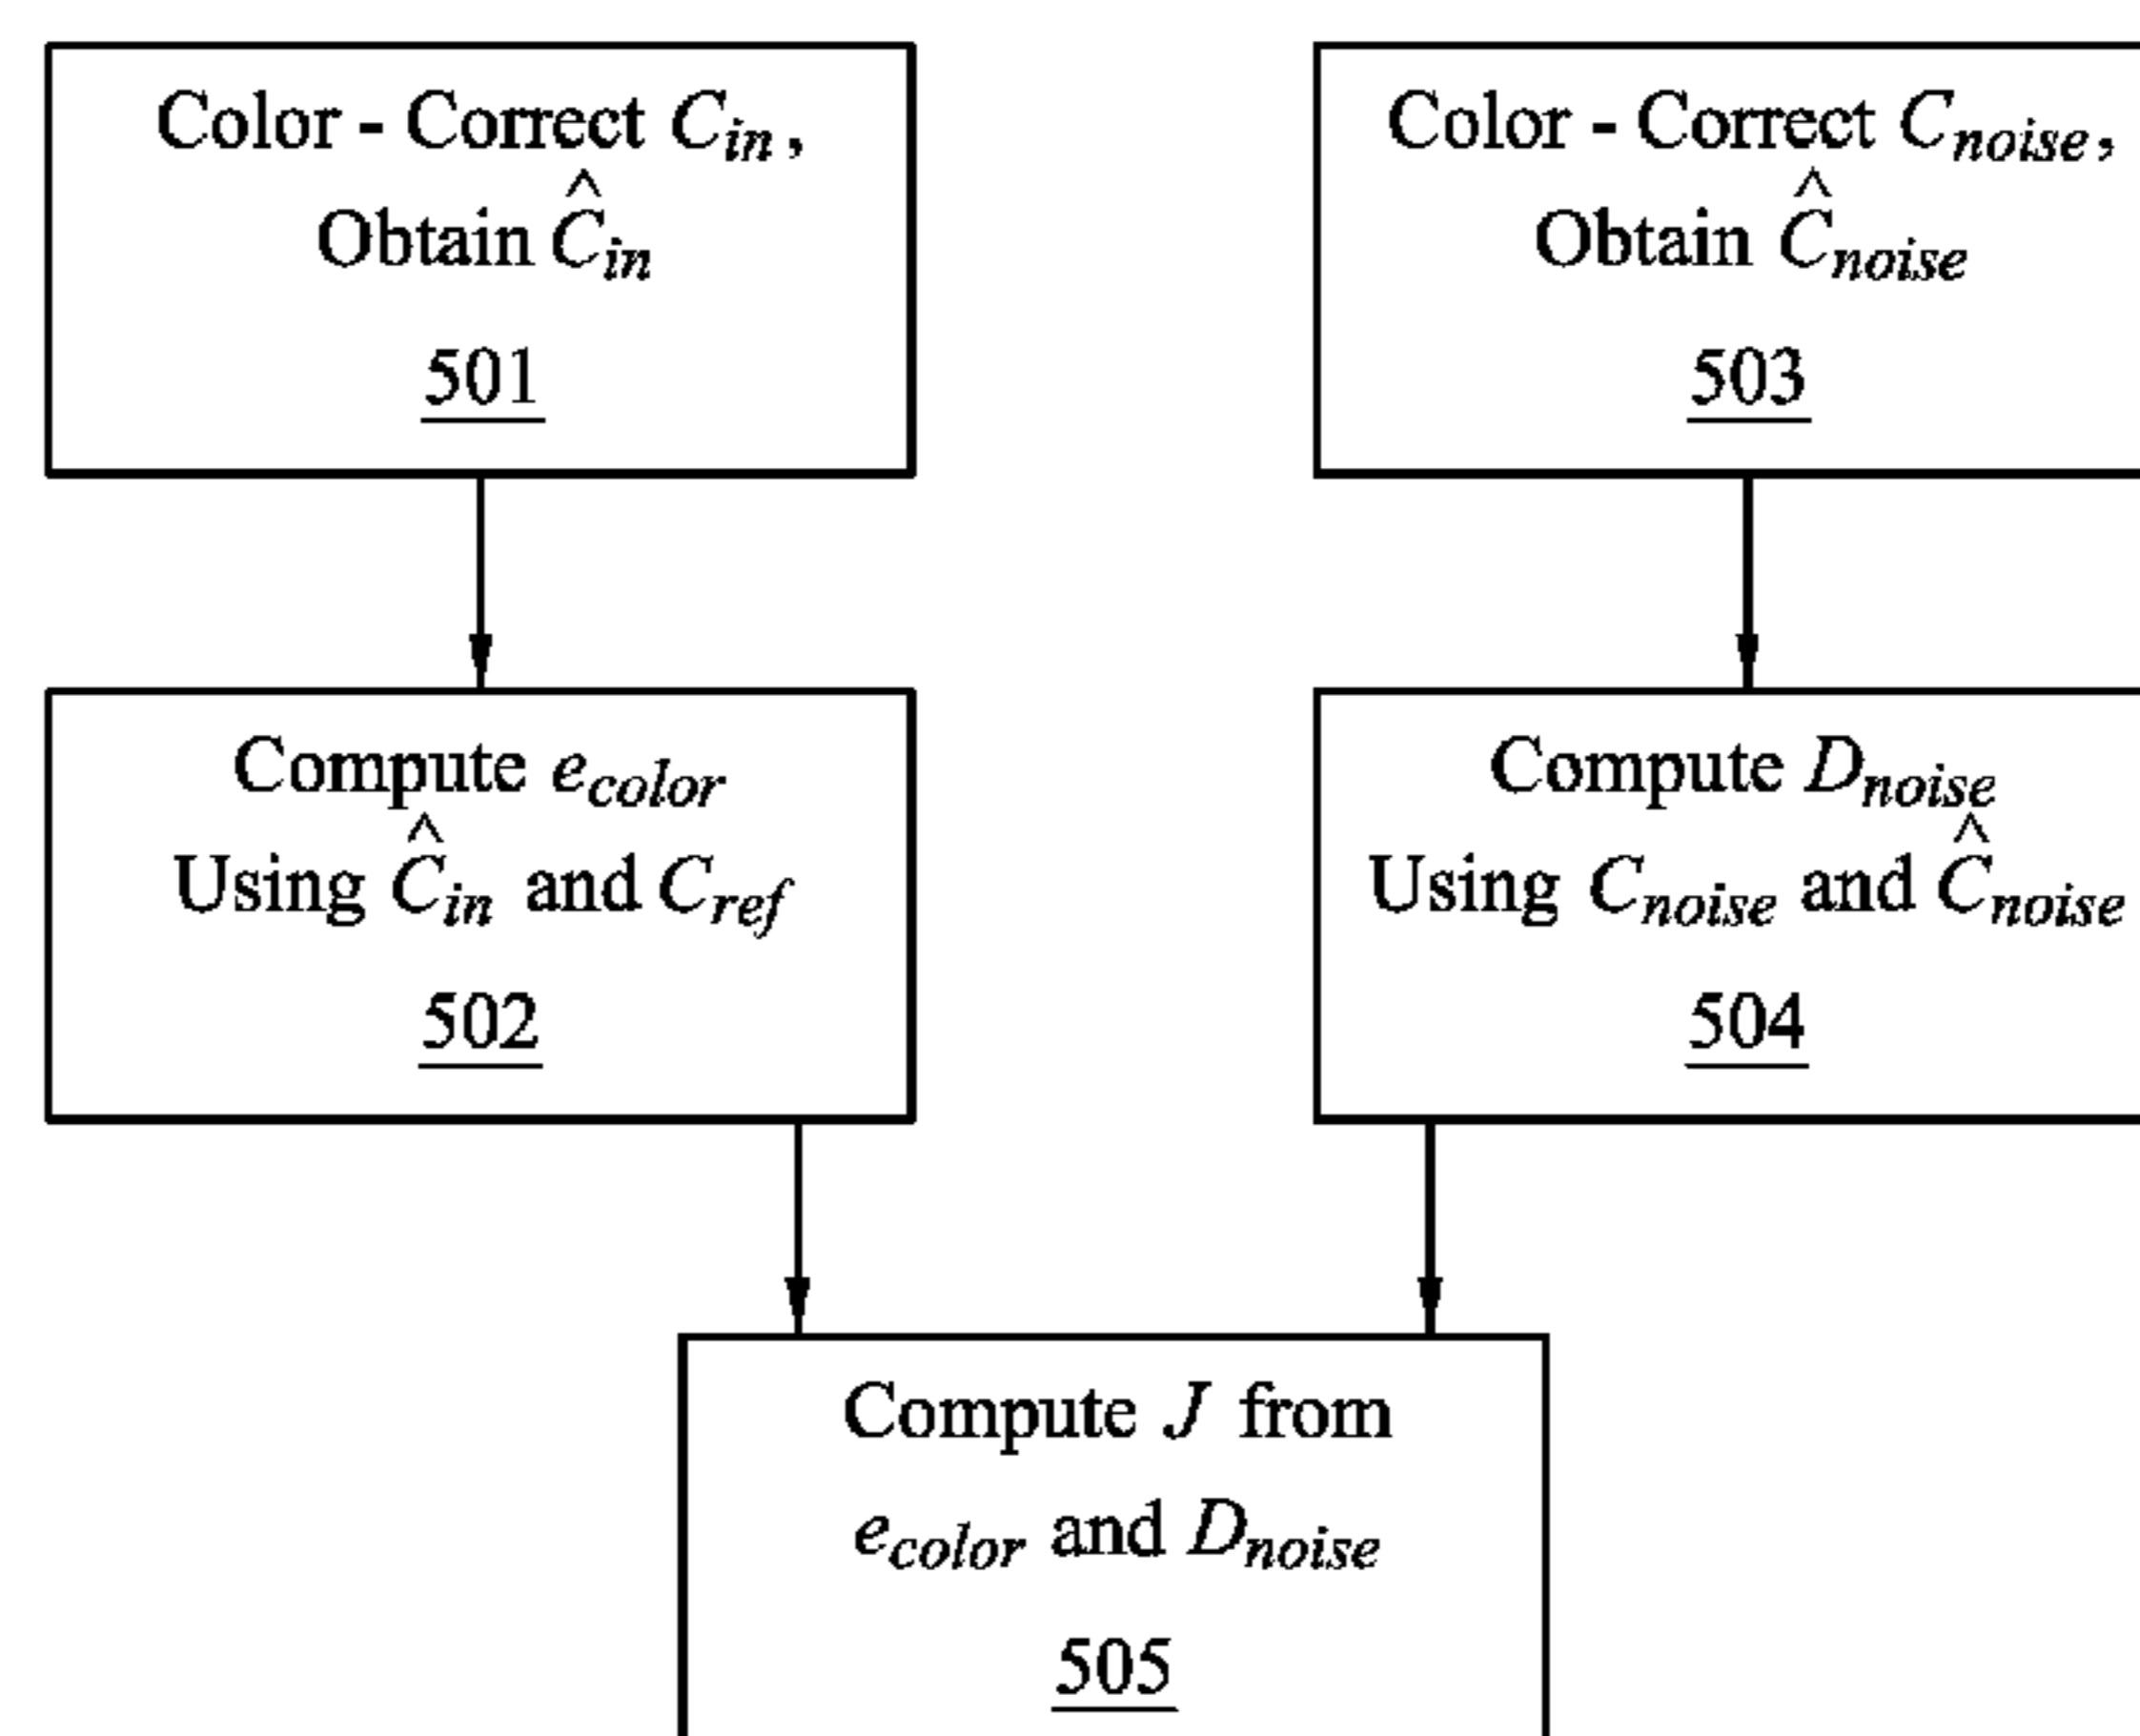 Color - Correct C_in,
Obtain Ĉ_in
501
Color - Correct C_noise,
Obtain Ĉ_noise
503
Compute e_color
Using Ĉ_in and C_ref
502
Compute D_noise
Using C_noise and Ĉ_noise
504
Compute J from
e_color and D_noise
505